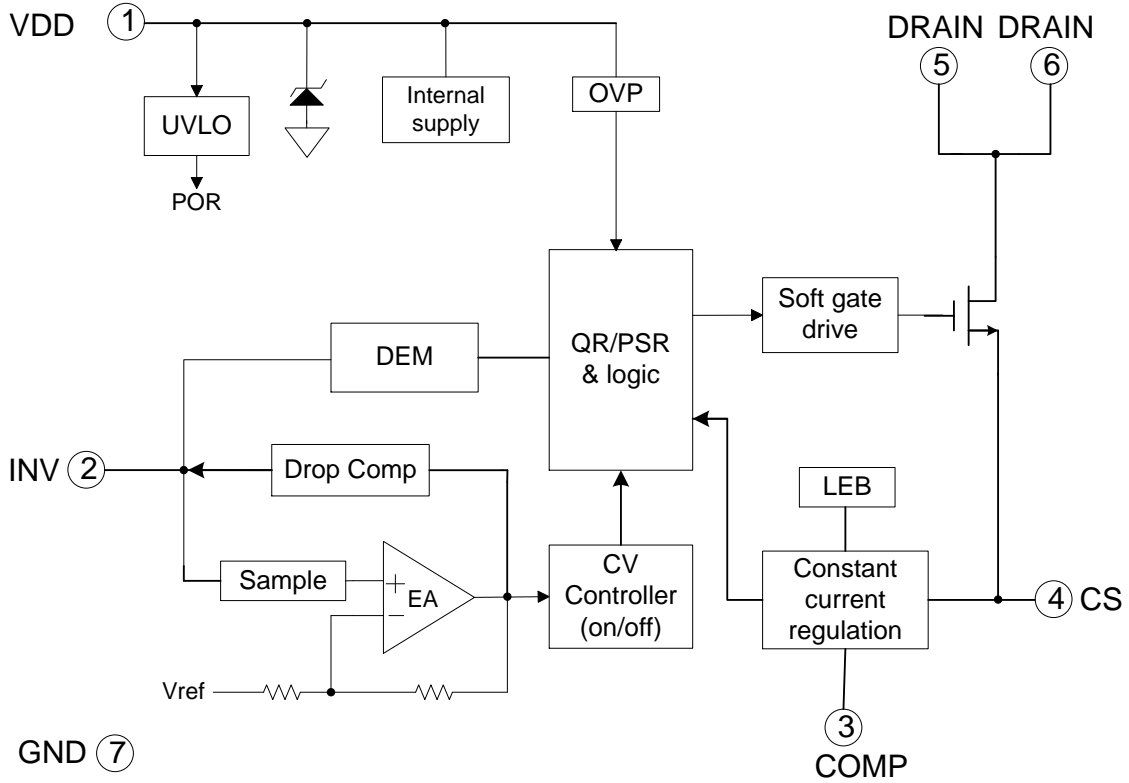 VDD 1
DRAIN DRAIN
5 6
UVLO
POR
Internal
supply
OVP
QR/PSR
& logic
Soft gate
drive
DEM
INV 2
Drop Comp
Sample
+
−
EA
CV
Controller
(on/off)
LEB
Constant
current
regulation
4 CS
Vref
3
COMP
GND 7